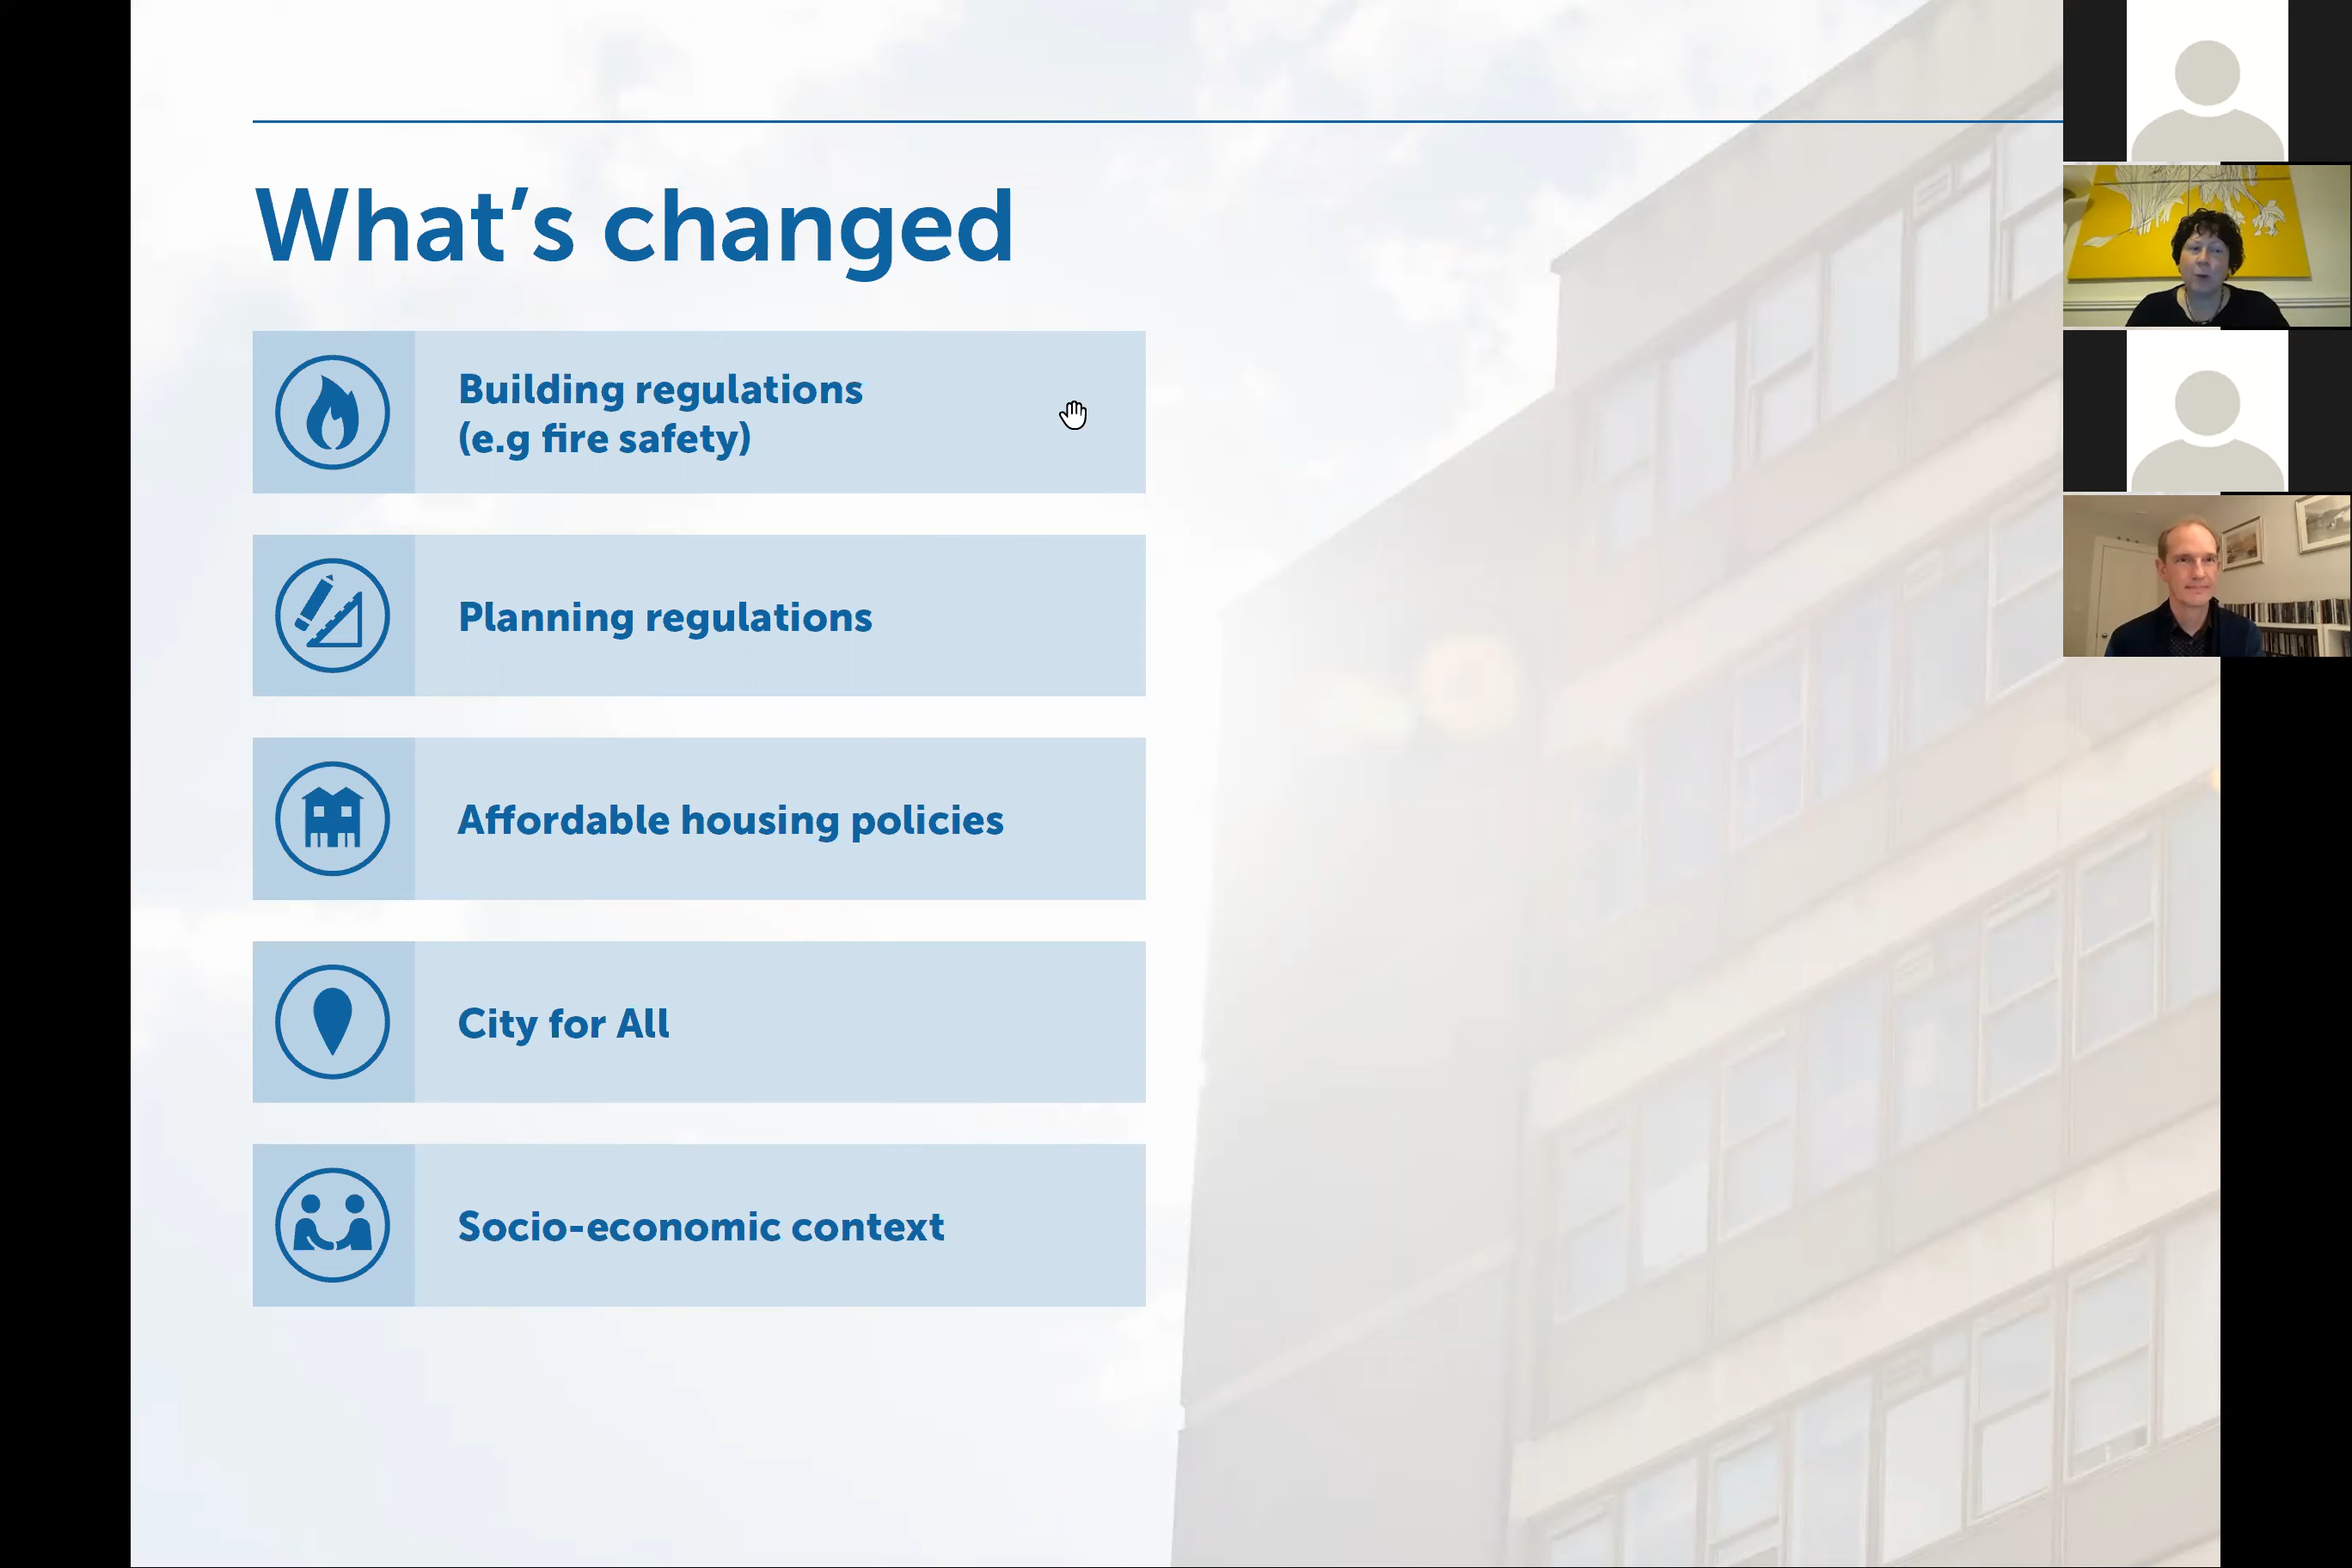 What’s changed
Building regulations
(e.g fire safety)
Planning regulations
Affordable housing policies
City for All
Socio-economic context